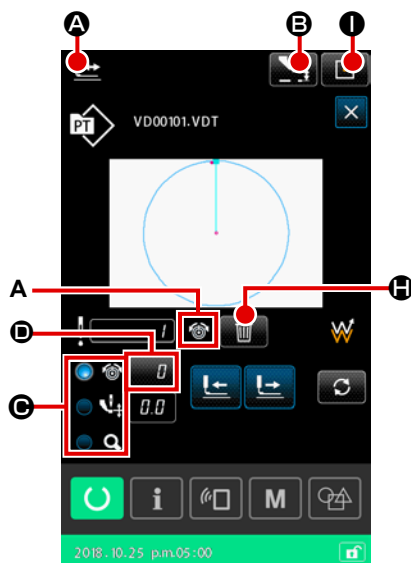 A B I
PT VD00101.VDT
A H
D 1
0
C 0.0
i M
2018.10.25 p.m.05:00